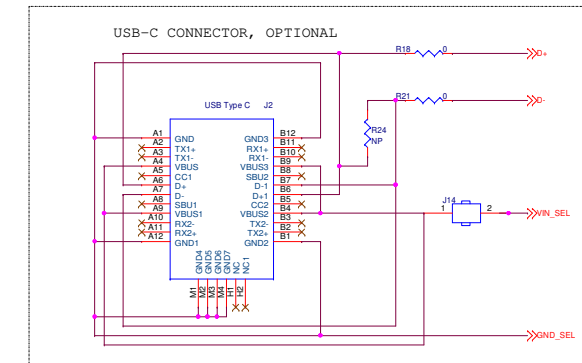 USB-C CONNECTOR, OPTIONAL
R18 0 D+
R21 0 D-
USB Type C J2
R24
NP
A1 GND GND3 B12
A2 TX1+ RX1+ B11
A3 TX1- RX1- B10
A4 VBUS VBUS3 B9
A5 CC1 SBU2 B8
A6 D+ D-1 B7
A7 D- D+1 B6
A8 SBU1 CC2 B5
A9 VBUS1 VBUS2 B4
A10 RX2- TX2- B3
A11 RX2+ TX2+ B2
A12 GND1 GND2 B1
J14
1 2 VIN_SEL
GND4 GND5 GND6 GND7 NC NC1
M1 M2 M3 M4 H1 H2
GND_SEL